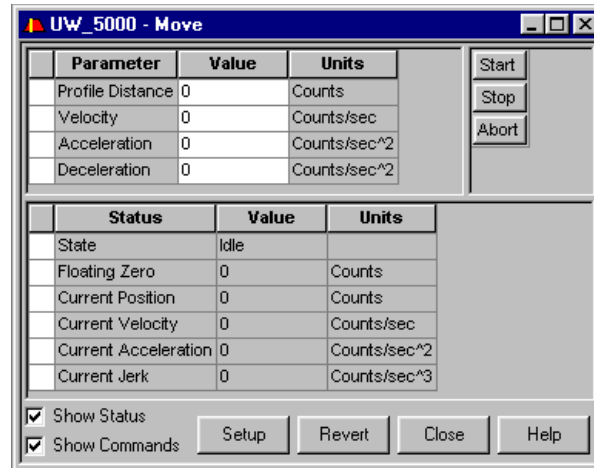 UW_5000 - Move
Parameter Value Units
Profile Distance 0 Counts
Velocity 0 Counts/sec
Acceleration 0 Counts/sec^2
Deceleration 0 Counts/sec^2
Start
Stop
Abort
Status Value Units
State Idle
Floating Zero 0 Counts
Current Position 0 Counts
Current Velocity 0 Counts/sec
Current Acceleration 0 Counts/sec^2
Current Jerk 0 Counts/sec^3
Show Status
Show Commands
Setup Revert Close Help